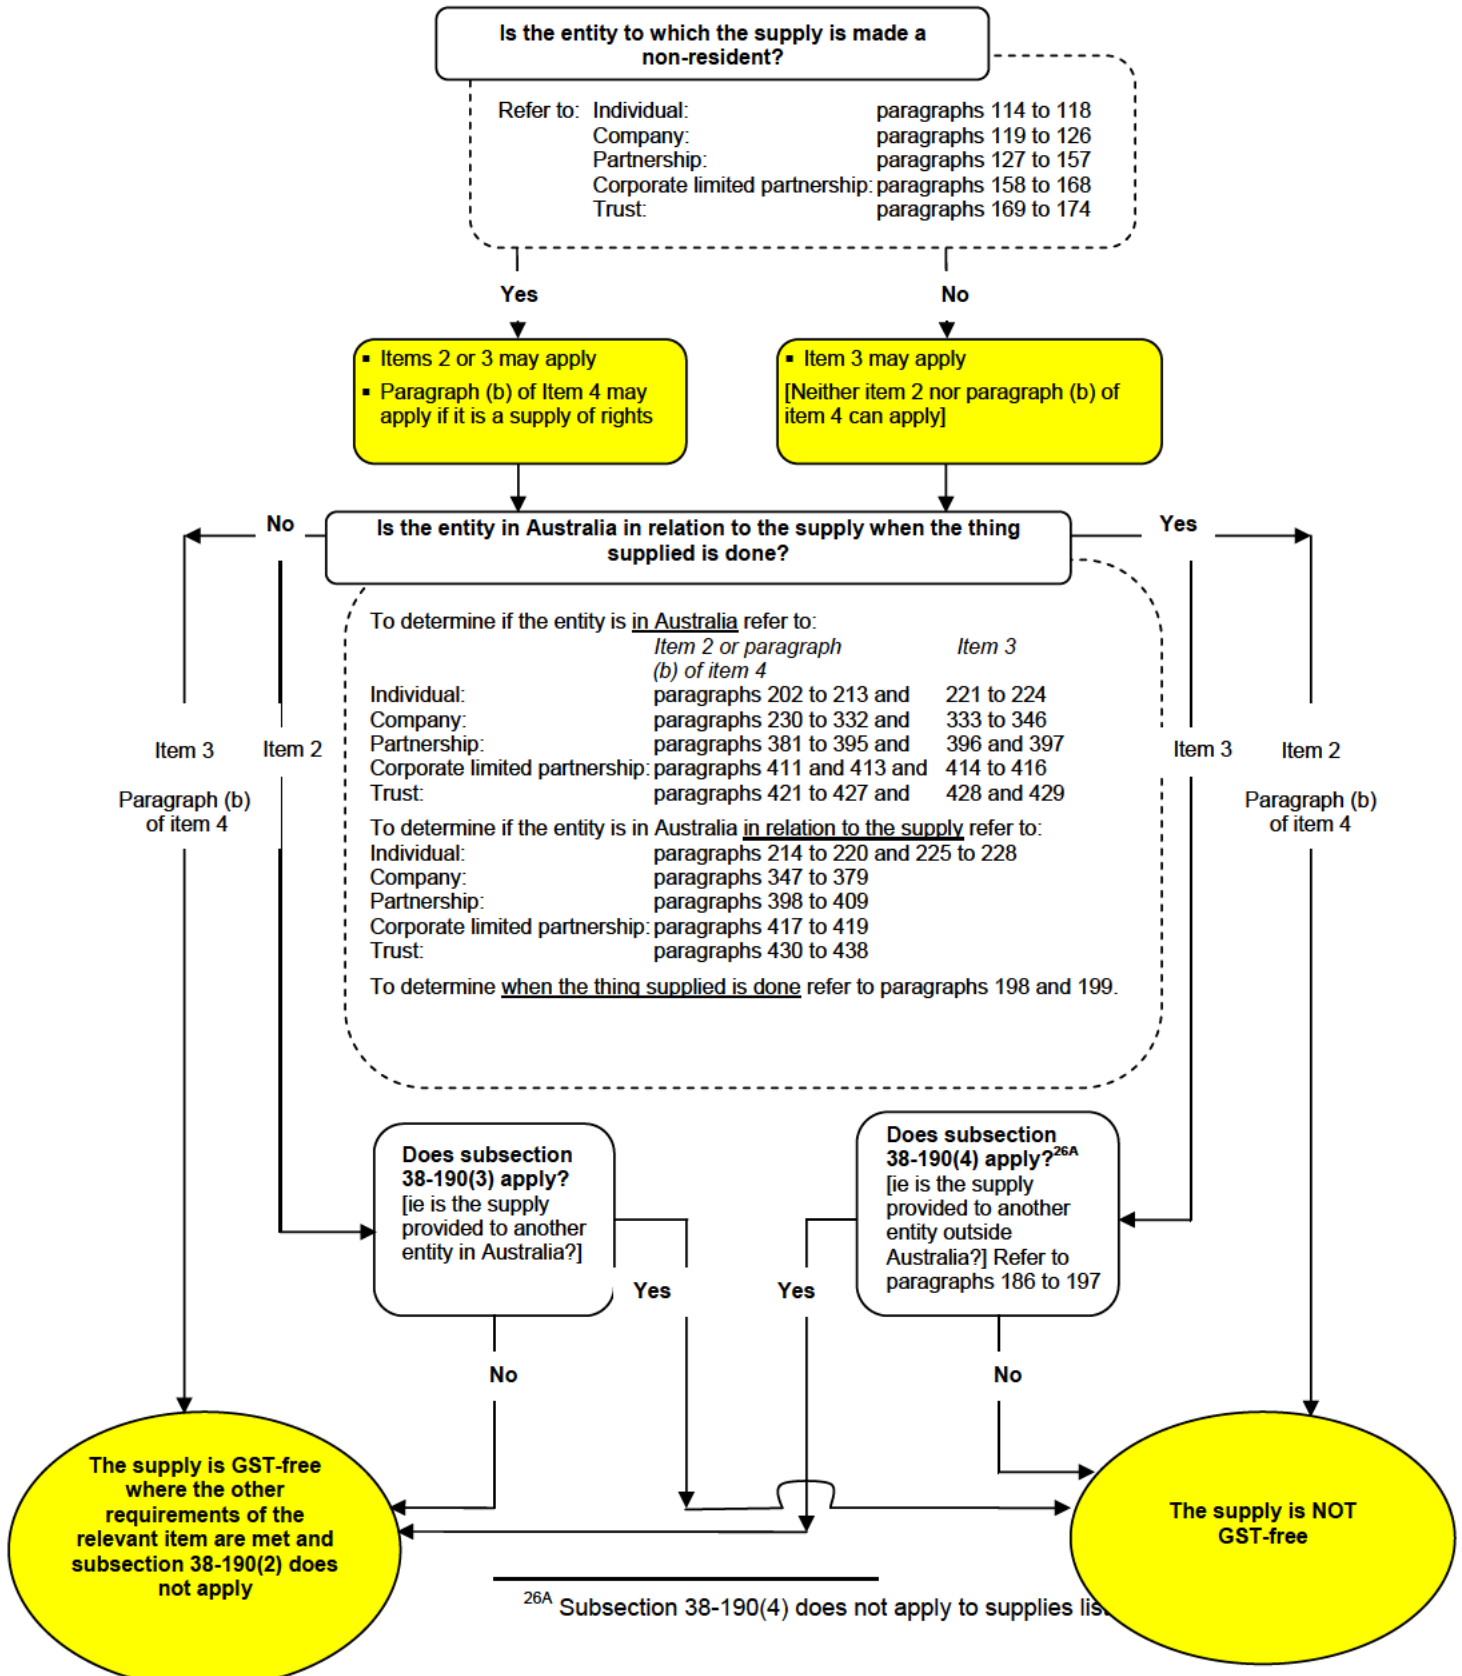 Is the entity to which the supply is made a
non-resident?
Refer to: Individual: paragraphs 114 to 118
Company: paragraphs 119 to 126
Partnership: paragraphs 127 to 157
Corporate limited partnership: paragraphs 158 to 168
Trust: paragraphs 169 to 174
Yes
No
▪ Items 2 or 3 may apply
▪ Paragraph (b) of Item 4 may
apply if it is a supply of rights
▪ Item 3 may apply
[Neither item 2 nor paragraph (b) of
item 4 can apply]
No
Is the entity in Australia in relation to the supply when the thing
supplied is done?
Yes
To determine if the entity is in Australia refer to:
Item 2 or paragraph Item 3
(b) of item 4
Individual: paragraphs 202 to 213 and 221 to 224
Company: paragraphs 230 to 332 and 333 to 346
Partnership: paragraphs 381 to 395 and 396 and 397
Corporate limited partnership: paragraphs 411 and 413 and 414 to 416
Trust: paragraphs 421 to 427 and 428 and 429
To determine if the entity is in Australia in relation to the supply refer to:
Individual: paragraphs 214 to 220 and 225 to 228
Company: paragraphs 347 to 379
Partnership: paragraphs 398 to 409
Corporate limited partnership: paragraphs 417 to 419
Trust: paragraphs 430 to 438
To determine when the thing supplied is done refer to paragraphs 198 and 199.
Item 3
Paragraph (b)
of item 4
Item 2
Item 3
Item 2
Paragraph (b)
of item 4
Does subsection
38-190(3) apply?
[ie is the supply
provided to another
entity in Australia?]
Does subsection
38-190(4) apply?26A
[ie is the supply
provided to another
entity outside
Australia?] Refer to
paragraphs 186 to 197
Yes
Yes
No
No
The supply is GST-free
where the other
requirements of the
relevant item are met and
subsection 38-190(2) does
not apply
The supply is NOT
GST-free
26A Subsection 38-190(4) does not apply to supplies